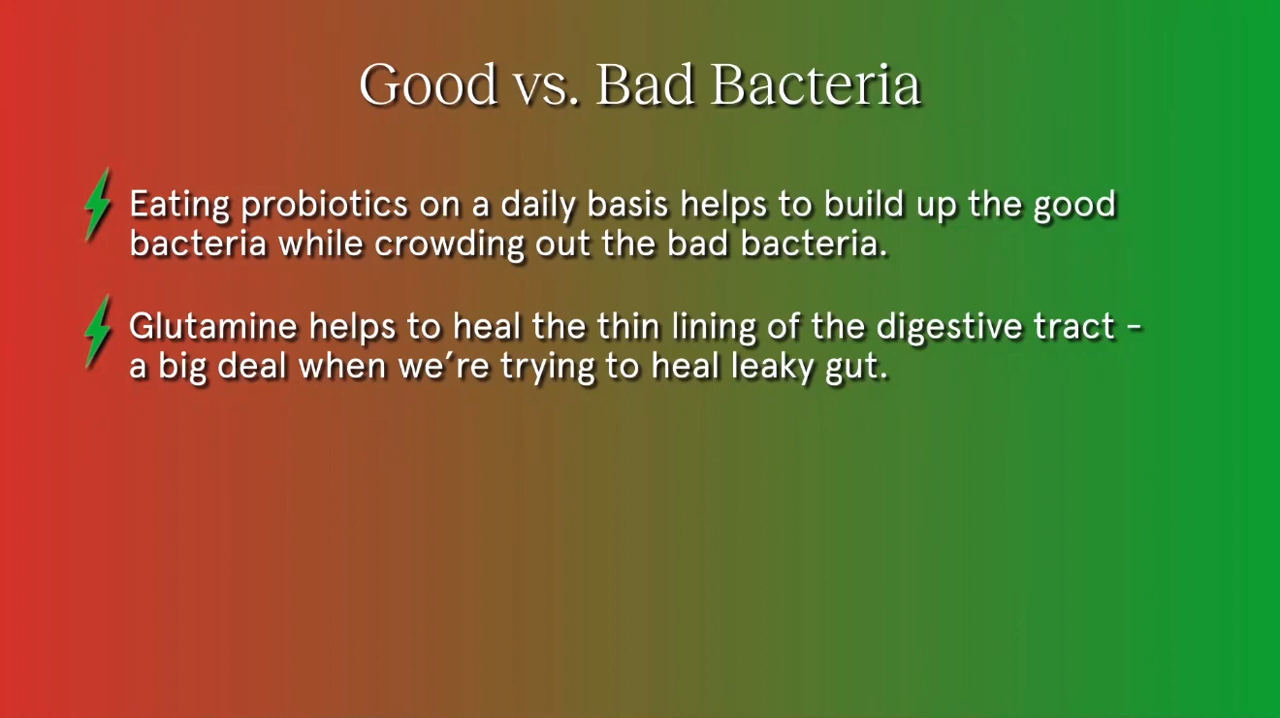 Good vs. Bad Bacteria
Eating probiotics on a daily basis helps to build up the good
bacteria while crowding out the bad bacteria.
Glutamine helps to heal the thin lining of the digestive tract -
a big deal when we’re trying to heal leaky gut.